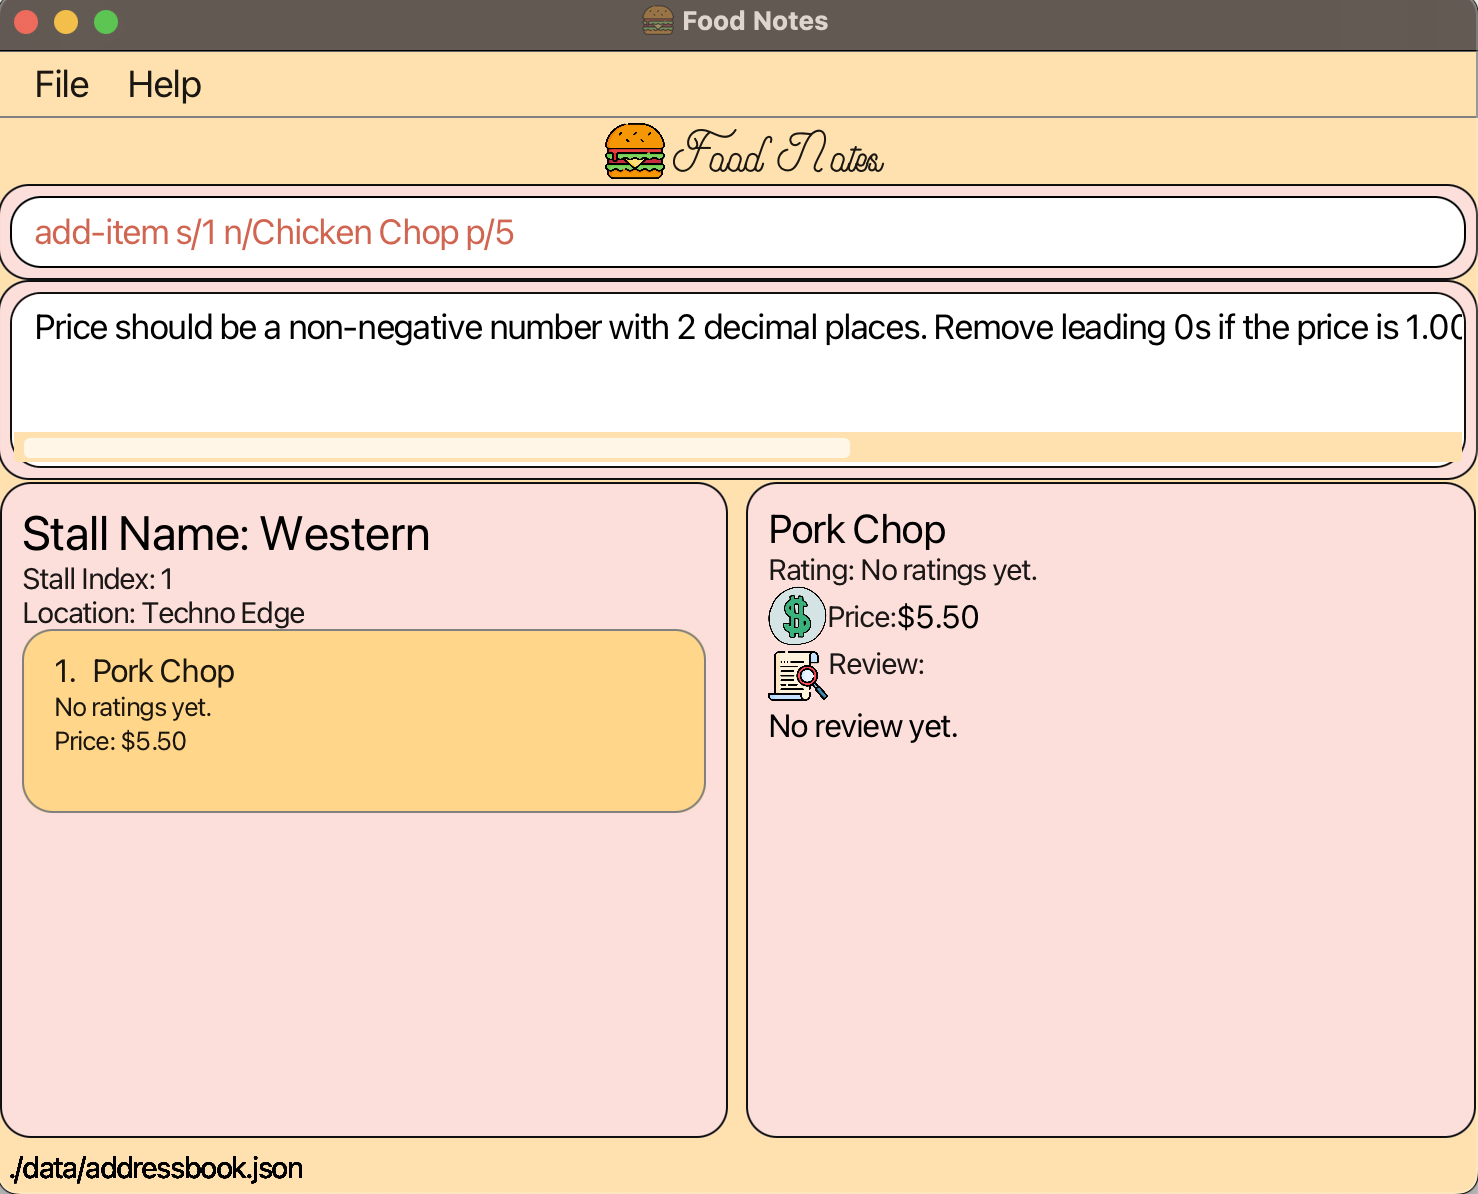 Food Notes
File Help
Food Notes
add-item s/1 n/Chicken Chop p/5
Price should be a non-negative number with 2 decimal places. Remove leading 0s if the price is 1.00
Stall Name: Western
Stall Index: 1
Location: Techno Edge
1. Pork Chop
No ratings yet.
Price: $5.50
Pork Chop
Rating: No ratings yet.
Price:$5.50
Review:
No review yet.
./data/addressbook.json